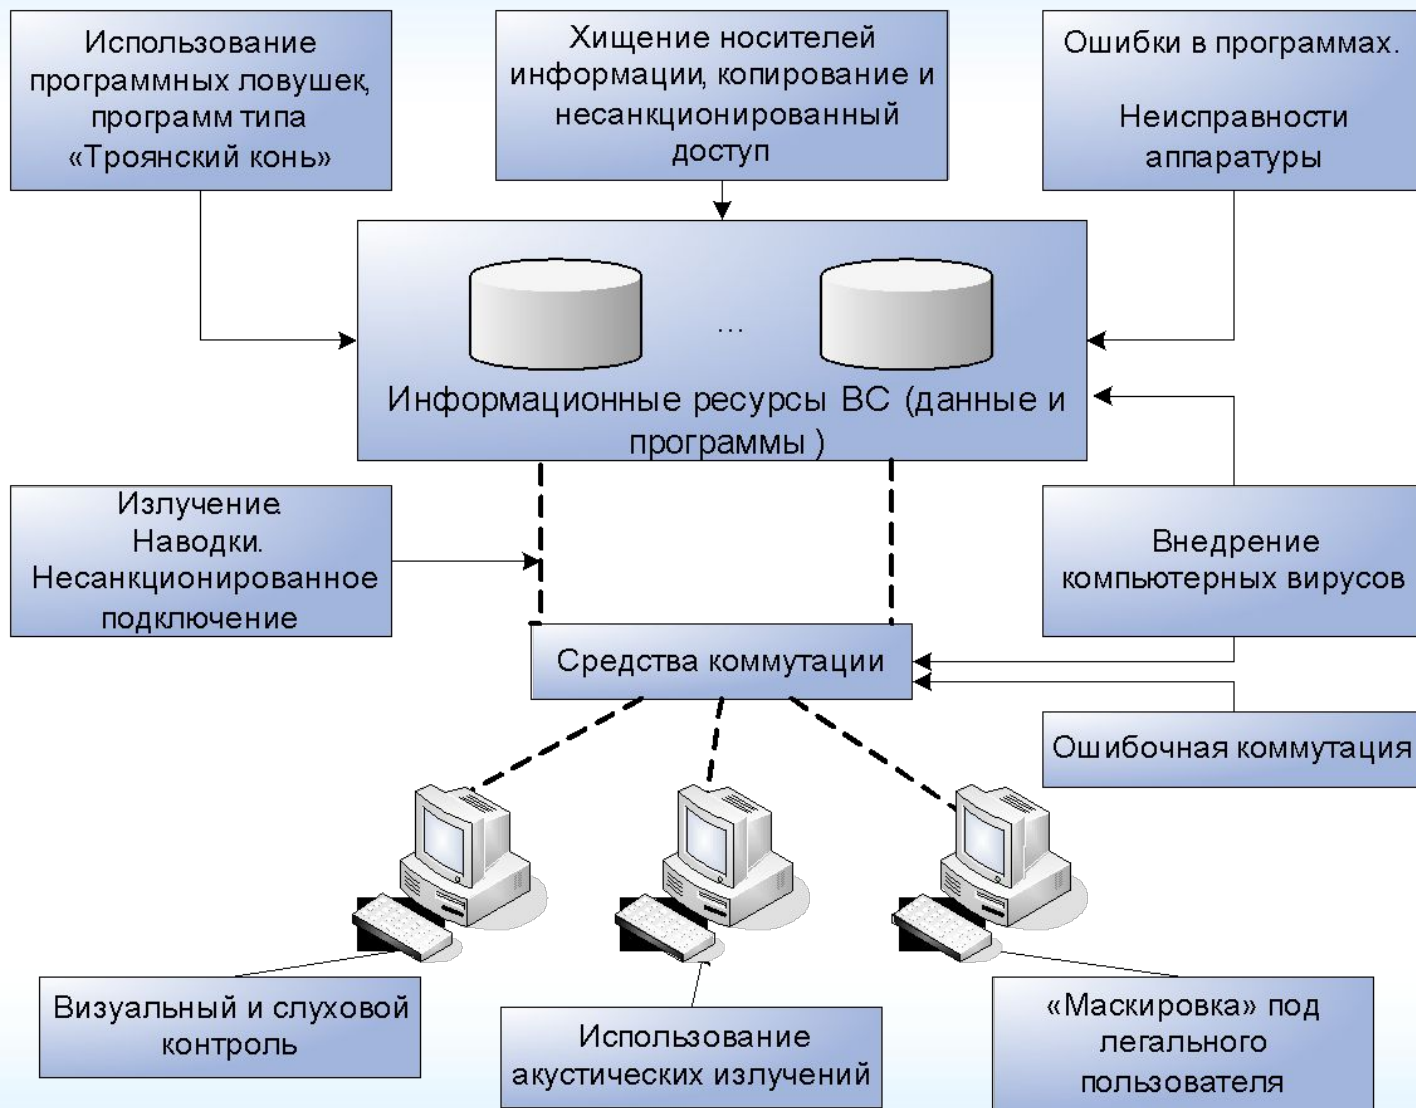 Использование
программных ловушек,
программ типа
«Троянский конь»
Хищение носителей
информации, копирование и
несанкционированный
доступ
Ошибки в программах.
Неисправности
аппаратуры
...
Информационные ресурсы ВС (данные и
программы )
Излучение.
Наводки.
Несанкционированное
подключение
Внедрение
компьютерных вирусов
Средства коммутации
Ошибочная коммутация
Визуальный и слуховой
контроль
Использование
акустических излучений
«Маскировка» под
легального
пользователя